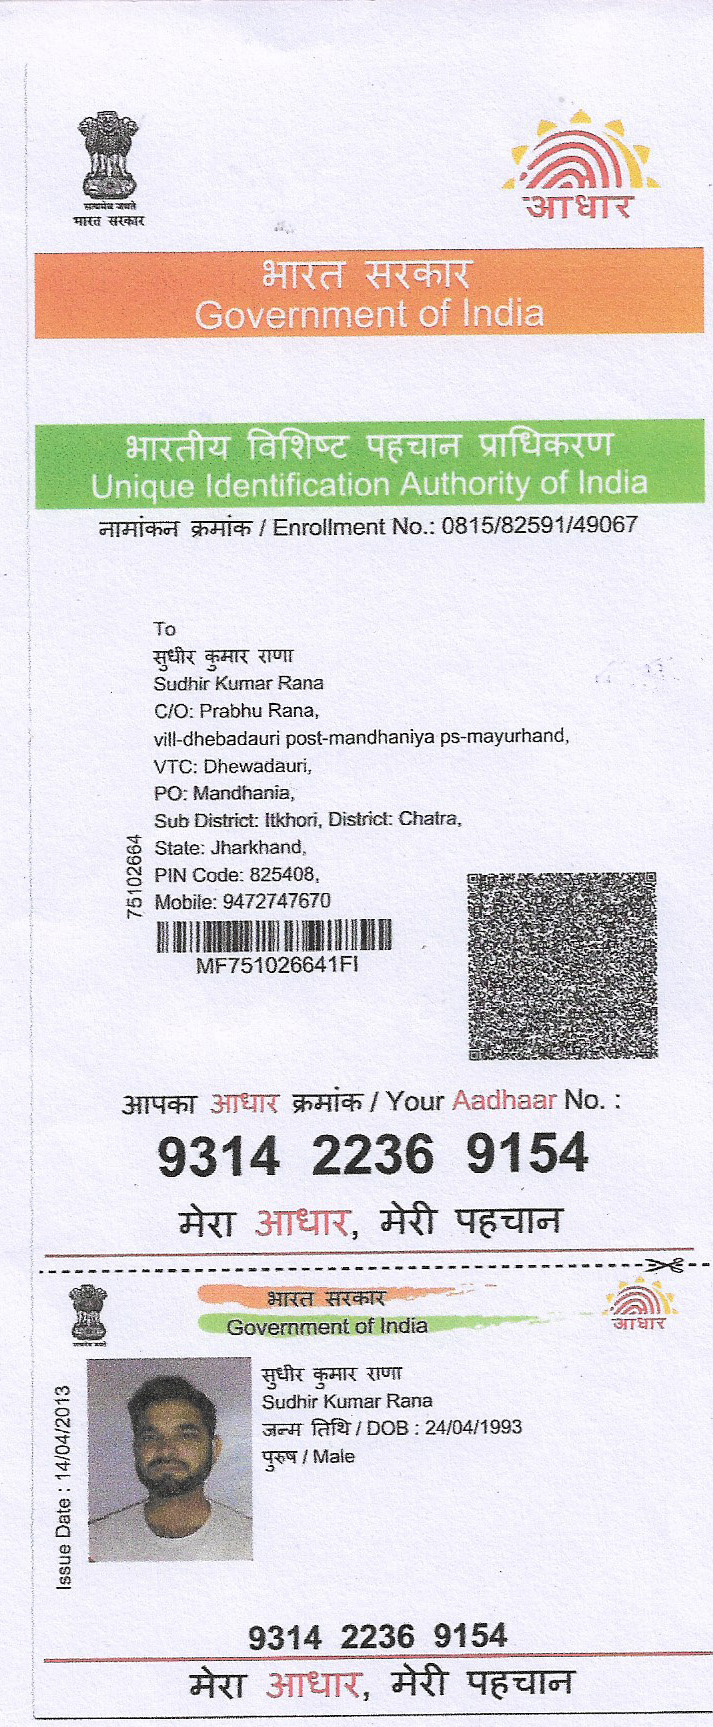 सत्यमेव जयते
भारत सरकार
आधार
भारत सरकार
Government of India
भारतीय विशिष्ट पहचान प्राधिकरण
Unique Identification Authority of India
नामांकन क्रमांक / Enrollment No.: 0815/82591/49067
To
सुधीर कुमार राणा
Sudhir Kumar Rana
C/O: Prabhu Rana,
vill-dhebadauri post-mandhaniya ps-mayurhand,
VTC: Dhewadauri,
PO: Mandhania,
Sub District: Itkhori, District: Chatra,
State: Jharkhand,
PIN Code: 825408,
Mobile: 9472747670
75102664
MF751026641FI
आपका आधार क्रमांक / Your Aadhaar No. :
9314 2236 9154
मेरा आधार, मेरी पहचान
भारत सरकार
Government of India
सत्यमेव जयते
आधार
Issue Date : 14/04/2013
सुधीर कुमार राणा
Sudhir Kumar Rana
जन्म तिथि / DOB : 24/04/1993
पुरुष / Male
9314 2236 9154
मेरा आधार, मेरी पहचान